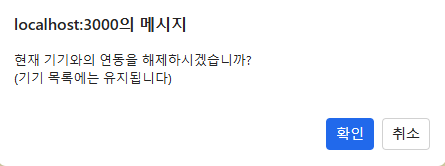 localhost:3000의 메시지
현재 기기와의 연동을 해제하시겠습니까?
(기기 목록에는 유지됩니다)
확인
취소